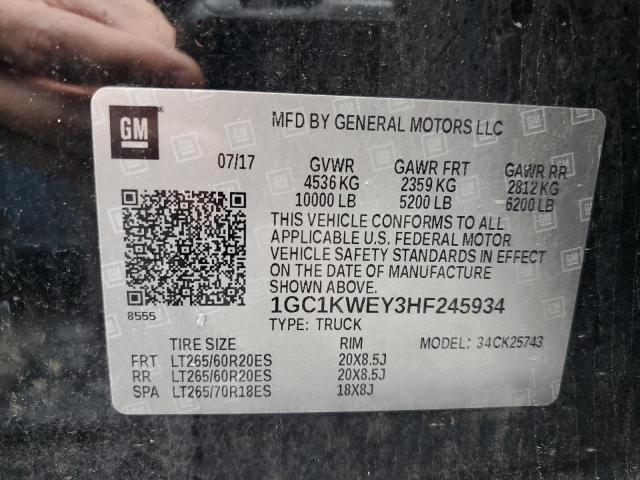 GM
MFD BY GENERAL MOTORS LLC
07/17 GVWR GAWR FRT GAWR RR
4536 KG 2359 KG 2812 KG
10000 LB 5200 LB 6200 LB
THIS VEHICLE CONFORMS TO ALL
APPLICABLE U.S. FEDERAL MOTOR
VEHICLE SAFETY STANDARDS IN EFFECT
ON THE DATE OF MANUFACTURE
SHOWN ABOVE.
8555
1GC1KWEY3HF245934
TYPE: TRUCK MODEL: 34CK25743
TIRE SIZE RIM
FRT LT265/60R20ES 20X8.5J
RR LT265/60R20ES 20X8.5J
SPA LT265/70R18ES 18X8J